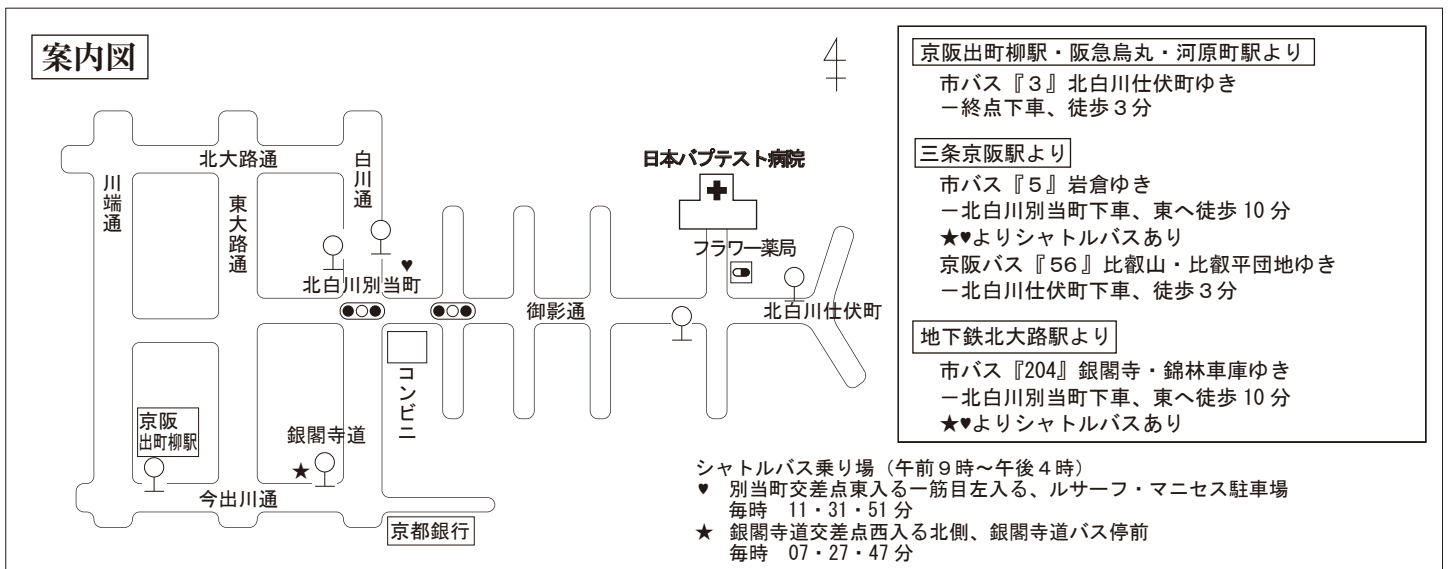 案内図
北大路通
川端通
東大路通
白川通
北白川別当町
御影通
日本バプテスト病院
フラワー薬局
北白川仕伏町
コンビニ
京阪
出町柳駅
銀閣寺道
★
今出川通
京都銀行
♥
京阪出町柳駅・阪急烏丸・河原町駅より
市バス『3』北白川仕伏町ゆき
－終点下車、徒歩３分
三条京阪駅より
市バス『5』岩倉ゆき
－北白川別当町下車、東へ徒歩 10 分
★♥よりシャトルバスあり
京阪バス『56』比叡山・比叡平団地ゆき
－北白川仕伏町下車、徒歩３分
地下鉄北大路駅より
市バス『204』銀閣寺・錦林車庫ゆき
－北白川別当町下車、東へ徒歩 10 分
★♥よりシャトルバスあり
シャトルバス乗り場（午前９時～午後４時）
♥ 別当町交差点東入る一筋目左入る、ルサーフ・マニセス駐車場
毎時 11・31・51 分
★ 銀閣寺道交差点西入る北側、銀閣寺道バス停前
毎時 07・27・47 分